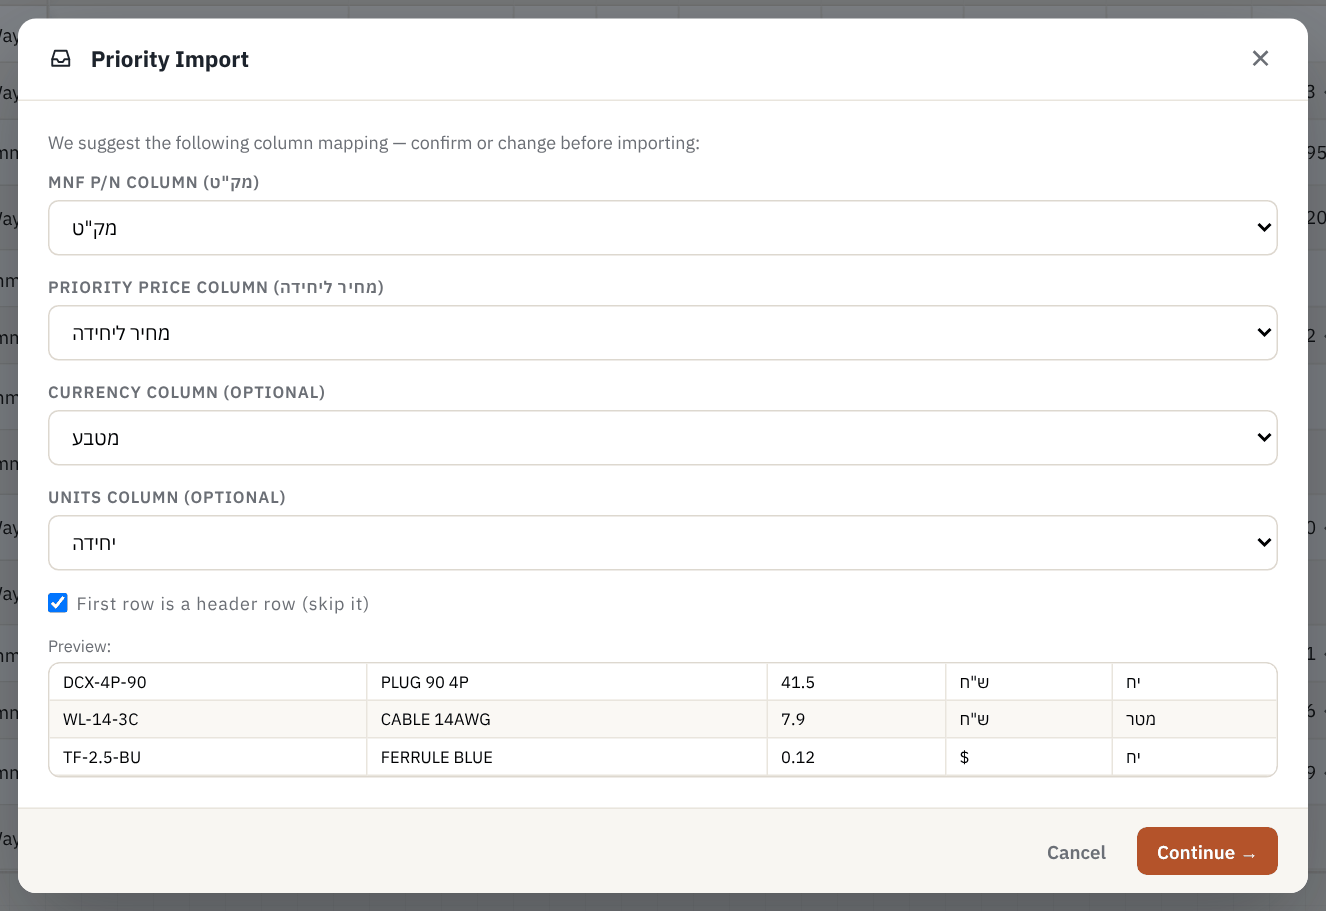 Priority Import
We suggest the following column mapping — confirm or change before importing:
MNF P/N COLUMN (מק"ט)
מק"ט
PRIORITY PRICE COLUMN (מחיר ליחידה)
מחיר ליחידה
CURRENCY COLUMN (OPTIONAL)
מטבע
UNITS COLUMN (OPTIONAL)
יחידה
First row is a header row (skip it)
Preview:
DCX-4P-90 PLUG 90 4P 41.5 ש"ח יח
WL-14-3C CABLE 14AWG 7.9 ש"ח מטר
TF-2.5-BU FERRULE BLUE 0.12 $ יח
Cancel Continue →